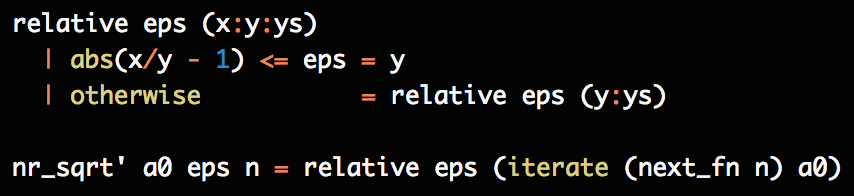 relative eps (x:y:ys)
  | abs(x/y - 1) <= eps = y
  | otherwise           = relative eps (y:ys)

nr_sqrt' a0 eps n = relative eps (iterate (next_fn n) a0)